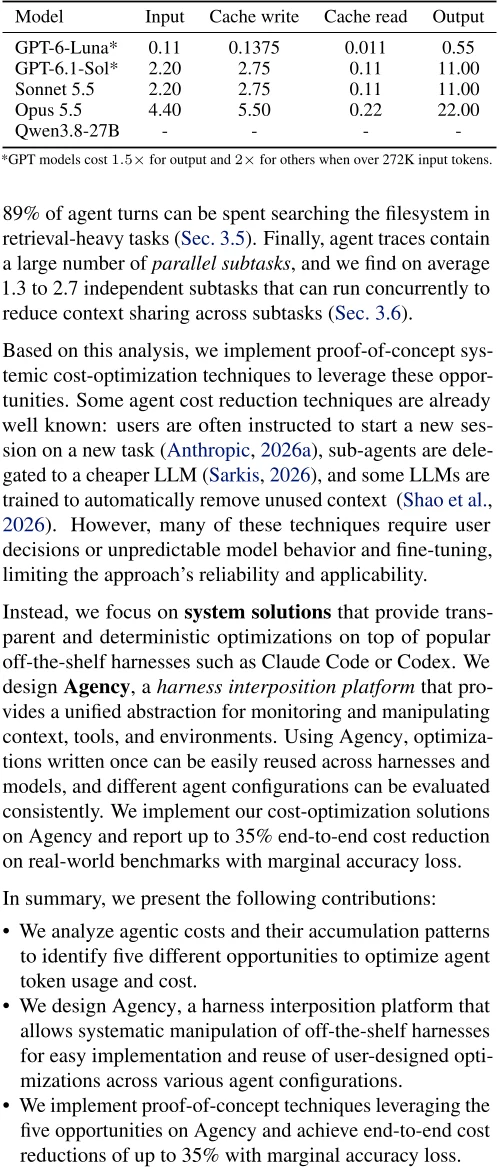 Model Input Cache write Cache read Output
GPT-6-Luna* 0.11 0.1375 0.011 0.55
GPT-6.1-Sol* 2.20 2.75 0.11 11.00
Sonnet 5.5 2.20 2.75 0.11 11.00
Opus 5.5 4.40 5.50 0.22 22.00
Qwen3.8-27B - - - -
*GPT models cost 1.5× for output and 2× for others when over 272K input tokens.
89% of agent turns can be spent searching the filesystem in
retrieval-heavy tasks (Sec. 3.5). Finally, agent traces contain
a large number of parallel subtasks, and we find on average
1.3 to 2.7 independent subtasks that can run concurrently to
reduce context sharing across subtasks (Sec. 3.6).
Based on this analysis, we implement proof-of-concept sys-
temic cost-optimization techniques to leverage these oppor-
tunities. Some agent cost reduction techniques are already
well known: users are often instructed to start a new ses-
sion on a new task (Anthropic, 2026a), sub-agents are dele-
gated to a cheaper LLM (Sarkis, 2026), and some LLMs are
trained to automatically remove unused context (Shao et al.,
2026). However, many of these techniques require user
decisions or unpredictable model behavior and fine-tuning,
limiting the approach's reliability and applicability.
Instead, we focus on system solutions that provide trans-
parent and deterministic optimizations on top of popular
off-the-shelf harnesses such as Claude Code or Codex. We
design Agency, a harness interposition platform that pro-
vides a unified abstraction for monitoring and manipulating
context, tools, and environments. Using Agency, optimiza-
tions written once can be easily reused across harnesses and
models, and different agent configurations can be evaluated
consistently. We implement our cost-optimization solutions
on Agency and report up to 35% end-to-end cost reduction
on real-world benchmarks with marginal accuracy loss.
In summary, we present the following contributions:
• We analyze agentic costs and their accumulation patterns
to identify five different opportunities to optimize agent
token usage and cost.
• We design Agency, a harness interposition platform that
allows systematic manipulation of off-the-shelf harnesses
for easy implementation and reuse of user-designed opti-
mizations across various agent configurations.
• We implement proof-of-concept techniques leveraging the
five opportunities on Agency and achieve end-to-end cost
reductions of up to 35% with marginal accuracy loss.